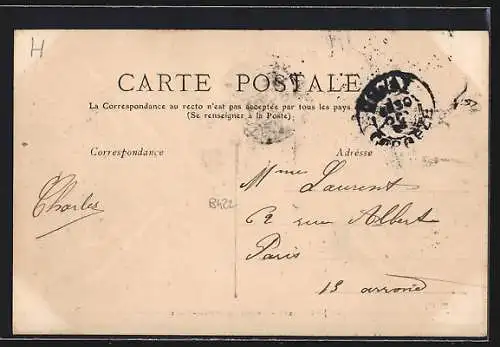 H
CARTE POSTALE
La Correspondance au recto n'est pas acceptée par tous les pays
(Se renseigner à la Poste)
Correspondance
Adresse
Charles
8422
Mme Laurent
62 rue Albert
Paris
13 arrond